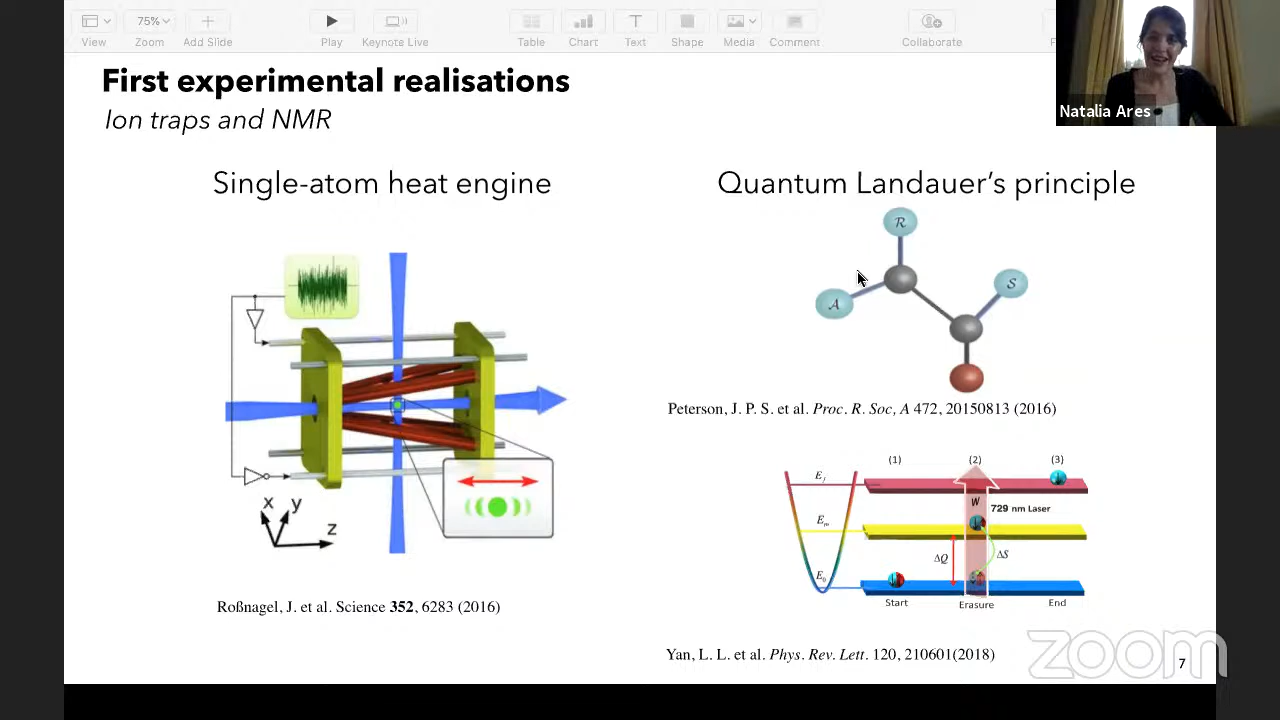 View
75%
Zoom
Add Slide
Play
Keynote Live
Table
Chart
Text
Shape
Media
Comment
Collaborate
Natalia Ares
First experimental realisations
Ion traps and NMR
Single-atom heat engine
x y
z
Roßnagel, J. et al. Science 352, 6283 (2016)
Quantum Landauer's principle
R
A
S
Peterson, J. P. S. et al. Proc. R. Soc, A 472, 20150813 (2016)
(1) (2) (3)
W
729 nm Laser
ΔQ
ΔS
Start Erasure End
Yan, L. L. et al. Phys. Rev. Lett. 120, 210601(2018)
zoom
7